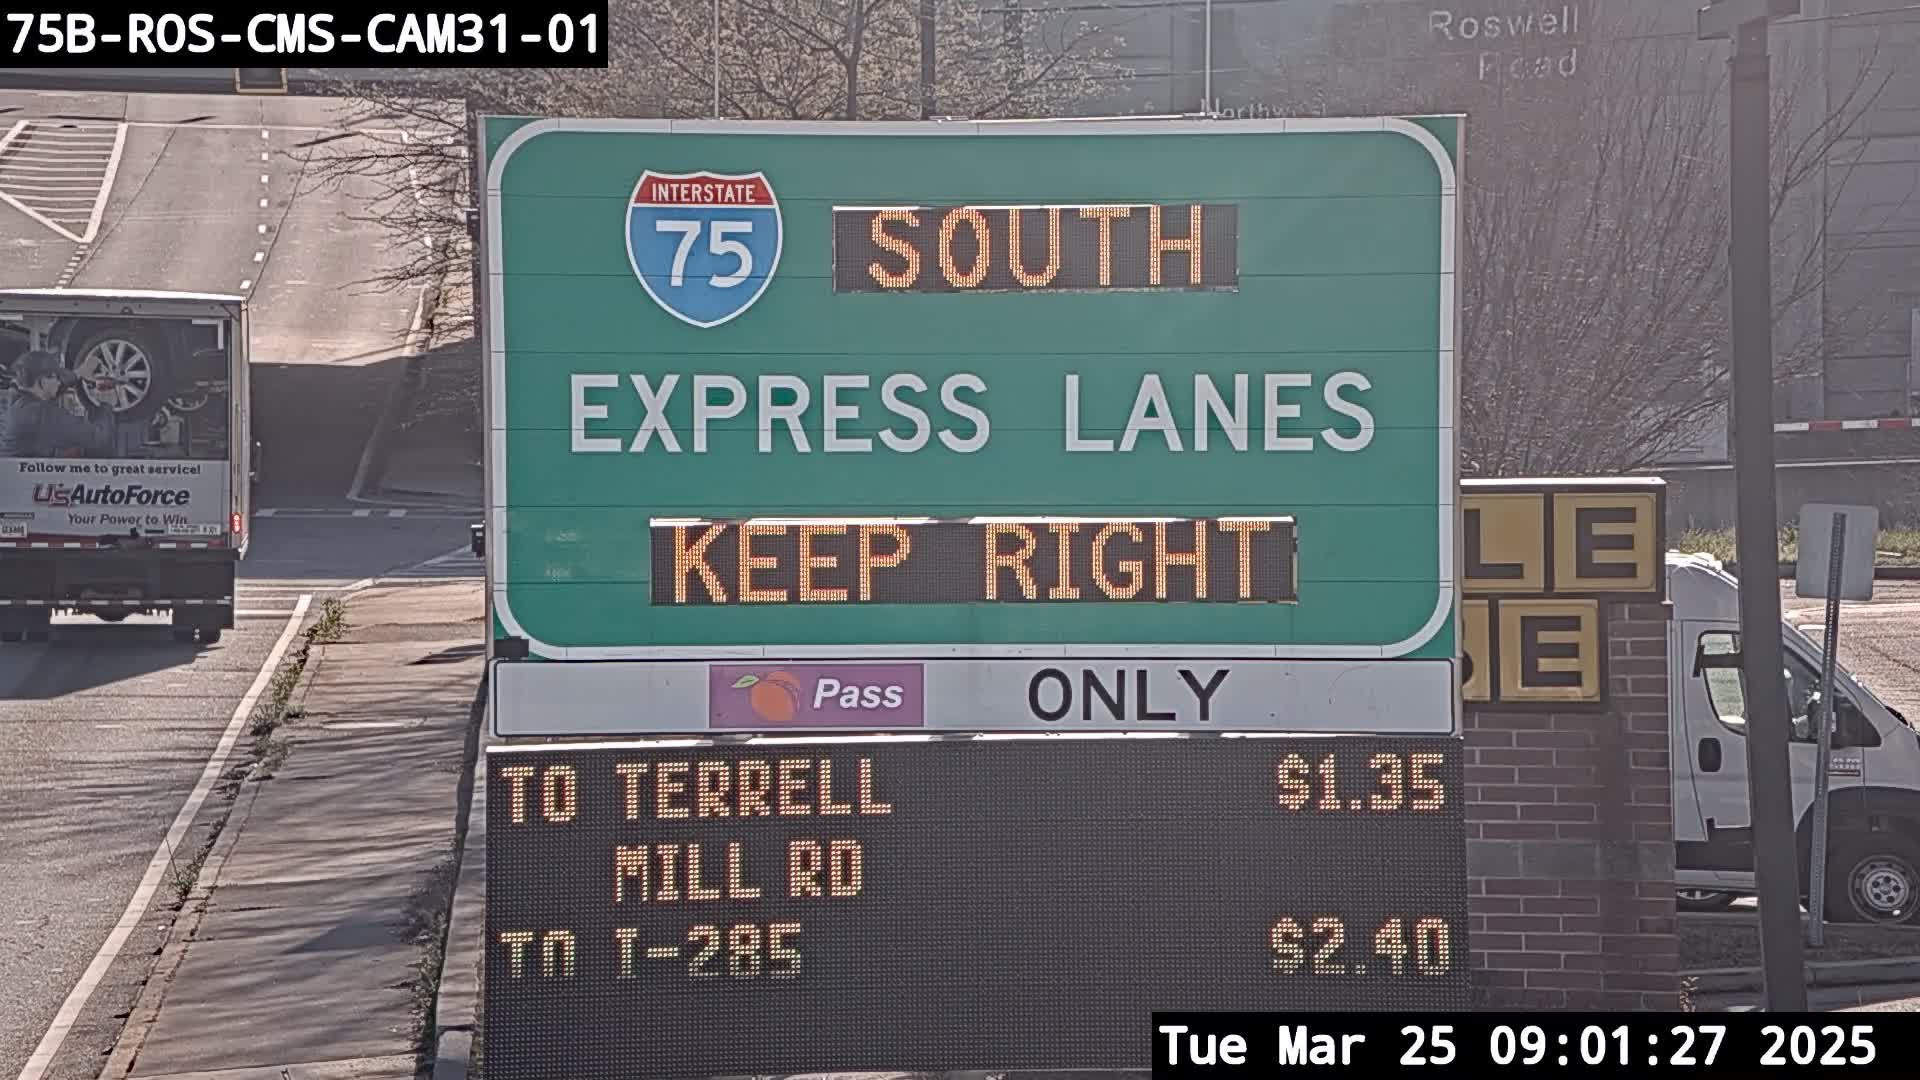 75B-ROS-CMS-CAM31-01
Roswell
Road
INTERSTATE
75
SOUTH
EXPRESS LANES
KEEP RIGHT
Pass ONLY
TO TERRELL $1.35
MILL RD
TO I-285 $2.40
Follow me to great service!
U.S. AutoForce
Your Power to Win
LE
E
Tue Mar 25 09:01:27 2025